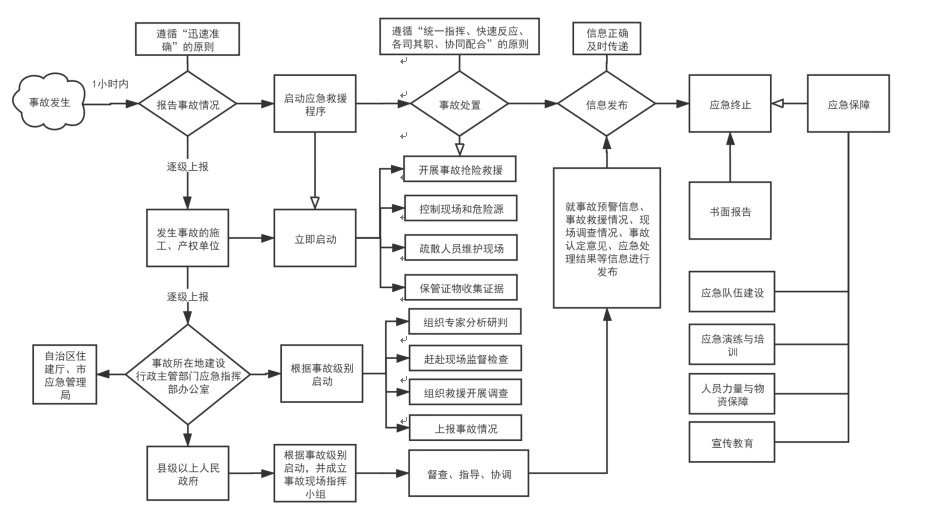 遵循“迅速准
确”的原则
遵循“统一指挥、快速反应、
各司其职、协同配合”的原则
信息正确
及时传递
事故发生
1小时内
报告事故情况
启动应急救援
程序
事故处置
信息发布
应急终止
应急保障
逐级上报
开展事故抢险救援
控制现场和危险源
疏散人员维护现场
保管证物收集证据
发生事故的施
工、产权单位
立即启动
就事故预警信息、
事故救援情况、现
场调查情况、事故
认定意见、应急处
理结果等信息进行
发布
书面报告
逐级上报
应急队伍建设
应急演练与培
训
人员力量与物
资保障
宣传教育
自治区住
建厅、市
应急管理
局
事故所在地建设
行政主管部门应急指挥
部办公室
根据事故级别
启动
组织专家分析研判
赶赴现场监督检查
组织救援开展调查
上报事故情况
县级以上人民
政府
根据事故级别
启动，并成立
事故现场指挥
小组
督查、指导、协调